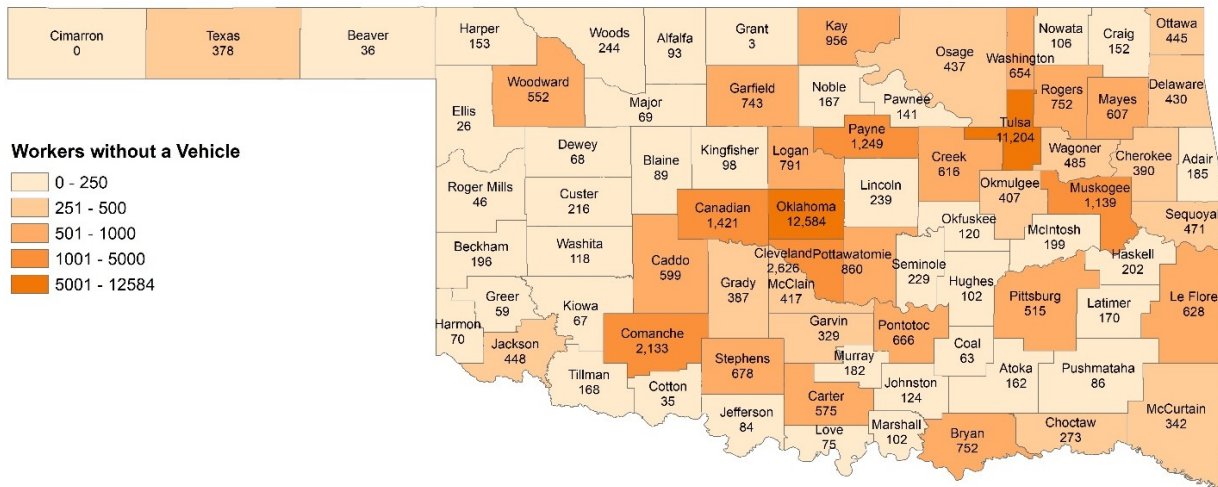 Cimarron
0
Texas
378
Beaver
36
Harper
153
Woods
244
Alfalfa
93
Grant
3
Kay
956
Osage
437
Washington
654
Nowata
106
Craig
152
Ottawa
445
Woodward
552
Ellis
26
Major
69
Garfield
743
Noble
167
Pawnee
141
Rogers
752
Mayes
607
Delaware
430
Tulsa
11,204
Payne
1,249
Workers without a Vehicle
0 - 250
251 - 500
501 - 1000
1001 - 5000
5001 - 12584
Dewey
68
Blaine
89
Kingfisher
98
Logan
791
Creek
616
Wagoner
485
Cherokee
390
Adair
185
Roger Mills
46
Custer
216
Canadian
1,421
Oklahoma
12,584
Lincoln
239
Okmulgee
407
Muskogee
1,139
Okfuskee
120
McIntosh
199
Sequoya
471
Beckham
196
Washita
118
Caddo
599
Grady
387
Cleveland
2,626
McClain
417
Pottawatomie
860
Seminole
229
Hughes
102
Haskell
202
Pittsburg
515
Latimer
170
Le Flore
628
Greer
59
Kiowa
67
Harmon
70
Jackson
448
Comanche
2,133
Garvin
329
Pontotoc
666
Coal
63
Tillman
168
Cotton
35
Stephens
678
Murray
182
Johnston
124
Atoka
162
Pushmataha
86
Jefferson
84
Carter
575
Love
75
Marshall
102
Bryan
752
Choctaw
273
McCurtain
342